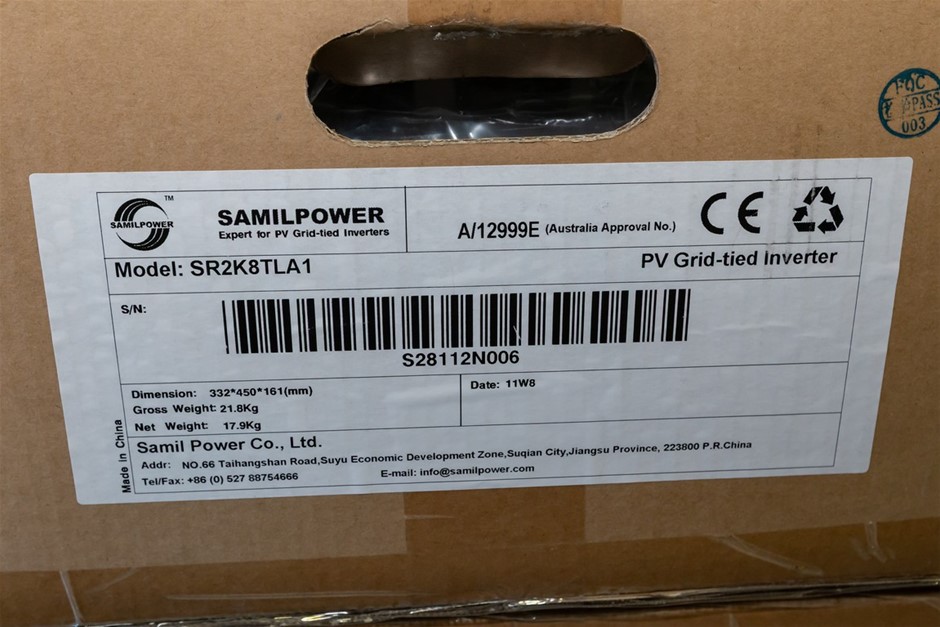 FQC
PASS
003
SAMILPOWER
TM
SAMILPOWER
Expert for PV Grid-tied Inverters
A/12999E (Australia Approval No.)
CE
Model: SR2K8TLA1
PV Grid-tied Inverter
S/N:
S28112N006
Dimension: 332*450*161(mm)
Gross Weight: 21.8Kg
Net Weight: 17.9Kg
Date: 11W8
Made in China
Samil Power Co., Ltd.
Addr: NO.66 Taihangshan Road,Suyu Economic Development Zone,Suqian City,Jiangsu Province, 223800 P.R.China
Tel/Fax: +86 (0) 527 88754666
E-mail: info@samilpower.com